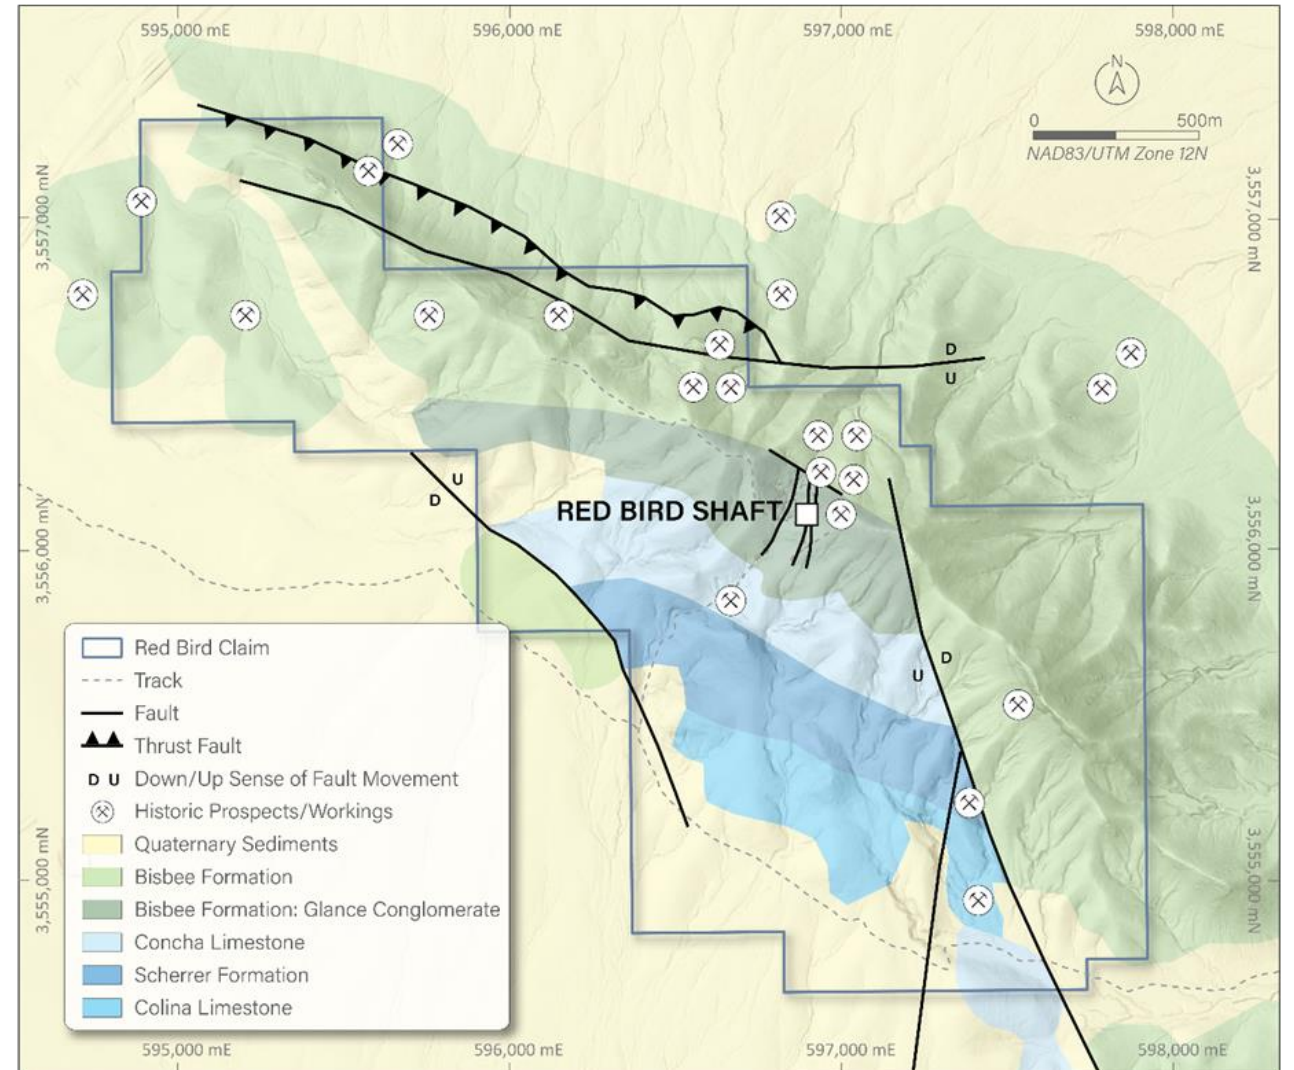 595,000 mE
596,000 mE
597,000 mE
598,000 mE
N
0
500m
NAD83/UTM Zone 12N
3,557,000 mN
3,557,000 mN
D
U
U
D
RED BIRD SHAFT
3,556,000 mN
3,556,000 mN
D
U
Red Bird Claim
Track
Fault
Thrust Fault
D U Down/Up Sense of Fault Movement
Historic Prospects/Workings
Quaternary Sediments
Bisbee Formation
Bisbee Formation: Glance Conglomerate
Concha Limestone
Scherrer Formation
Colina Limestone
3,555,000 mN
3,555,000 mN
595,000 mE
596,000 mE
597,000 mE
598,000 mE